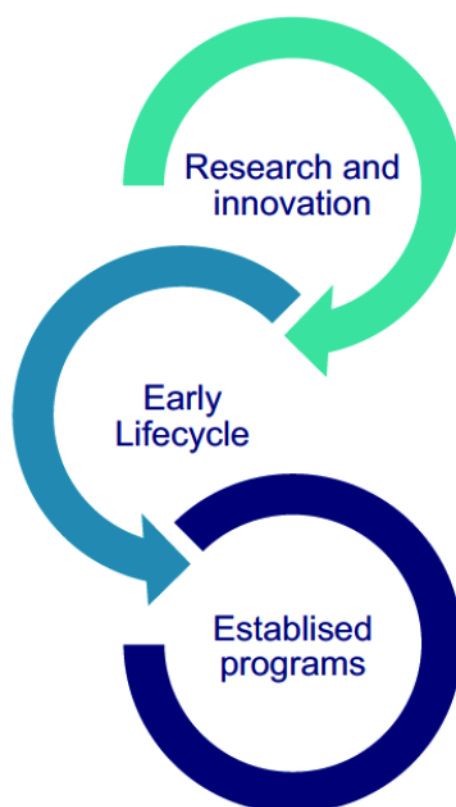 Research and
innovation
Early
Lifecycle
Establised
programs